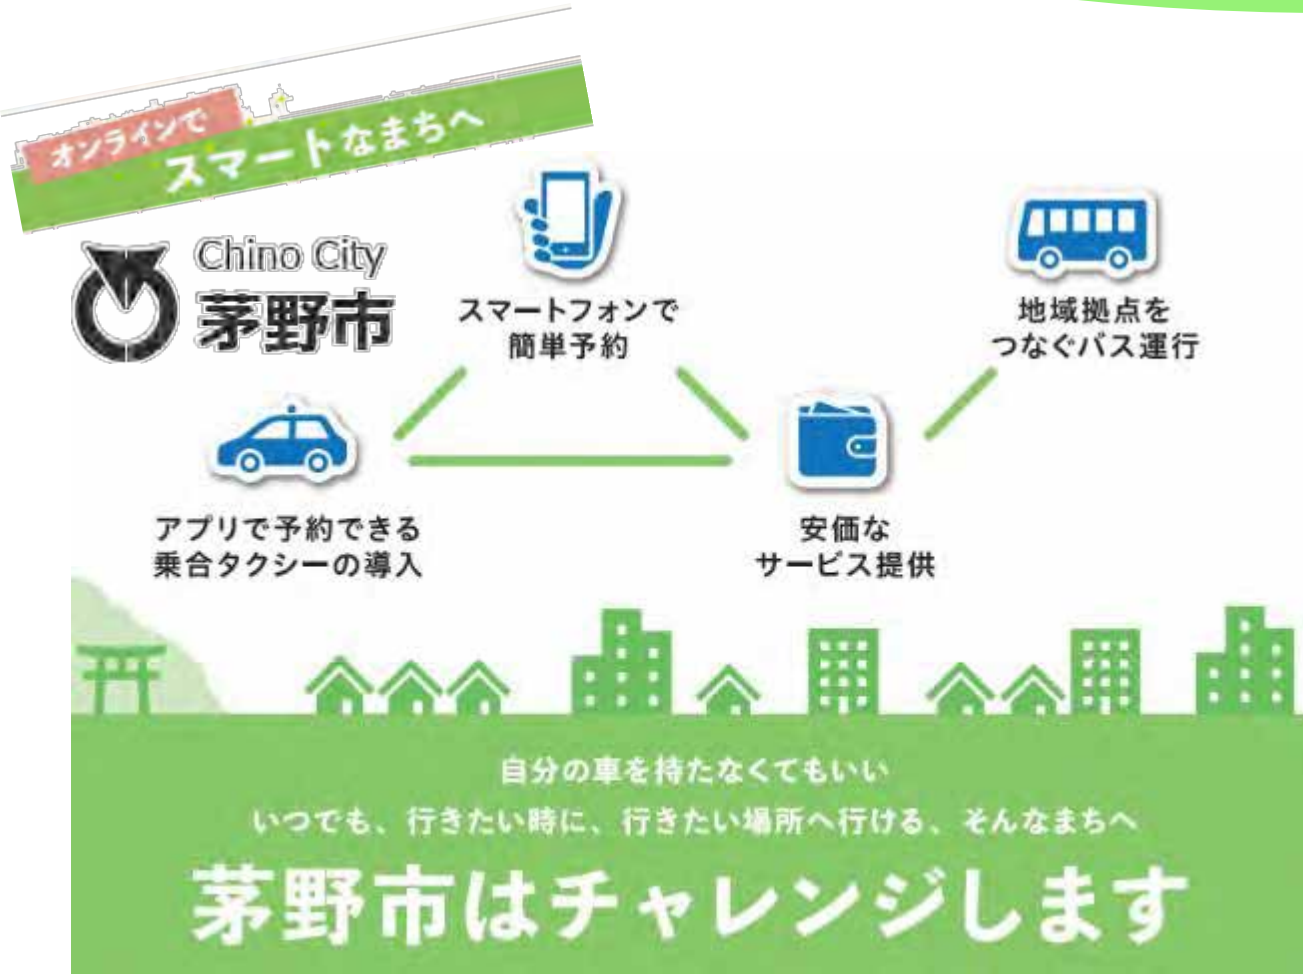 オンラインで
スマートなまちへ
Chino City
茅野市
スマートフォンで
簡単予約
地域拠点を
つなぐバス運行
アプリで予約できる
乗合タクシーの導入
安価な
サービス提供
自分の車を持たなくてもいい
いつでも、行きたい時に、行きたい場所へ行ける、そんなまちへ
茅野市はチャレンジします